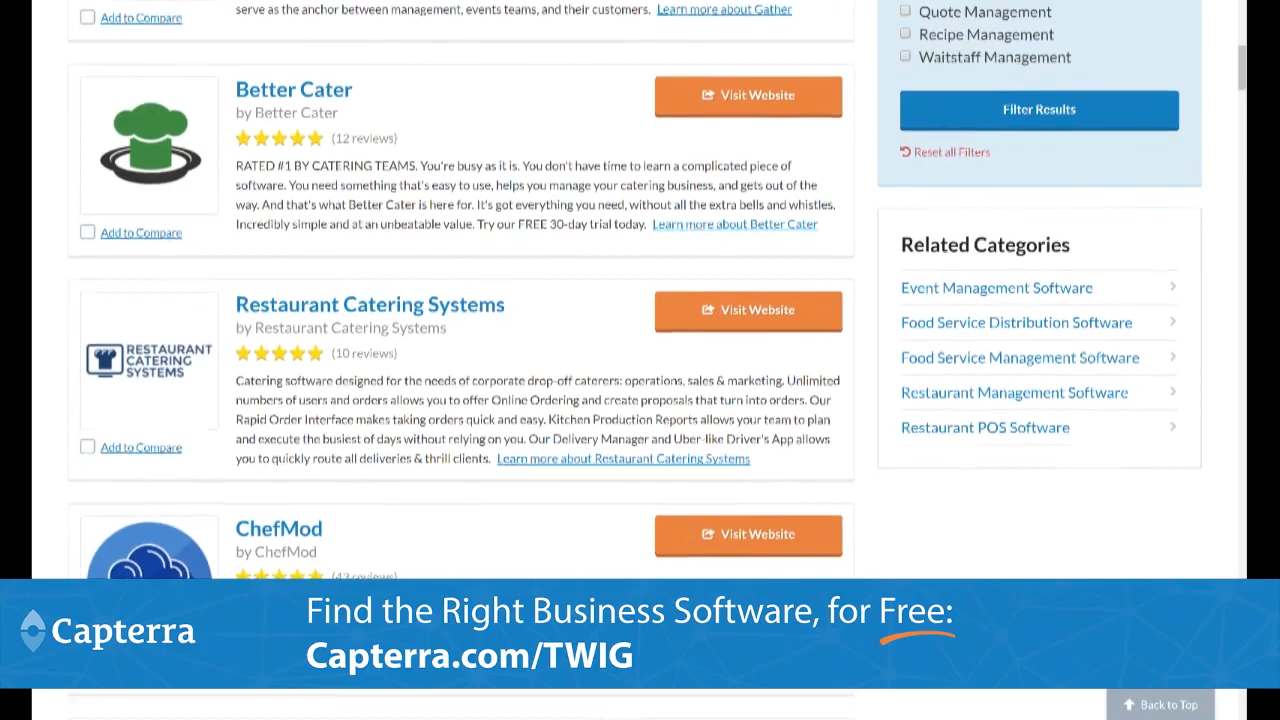 serve as the anchor between management, events teams, and their customers. Learn more about Gather
Add to Compare
Better Cater
by Better Cater
(12 reviews)
Visit Website
RATED #1 BY CATERING TEAMS. You're busy as it is. You don't have time to learn a complicated piece of
software. You need something that's easy to use, helps you manage your catering business, and gets out of the
way. And that's what Better Cater is here for. It's got everything you need, without all the extra bells and whistles.
Incredibly simple and at an unbeatable value. Try our FREE 30-day trial today. Learn more about Better Cater
Add to Compare
Restaurant Catering Systems
by Restaurant Catering Systems
(10 reviews)
Visit Website
RESTAURANT
CATERING
SYSTEMS
Catering software designed for the needs of corporate drop-off caterers: operations, sales & marketing. Unlimited
numbers of users and orders allows you to offer Online Ordering and create proposals that turn into orders. Our
Rapid Order Interface makes taking orders quick and easy. Kitchen Production Reports allows your team to plan
and execute the busiest of days without relying on you. Our Delivery Manager and Uber-like Driver's App allows
you to quickly route all deliveries & thrill clients. Learn more about Restaurant Catering Systems
Add to Compare
ChefMod
by ChefMod
Visit Website
Quote Management
Recipe Management
Waitstaff Management
Filter Results
Reset all Filters
Related Categories
Event Management Software
Food Service Distribution Software
Food Service Management Software
Restaurant Management Software
Restaurant POS Software
Capterra
Find the Right Business Software, for Free:
Capterra.com/TWIG
Back to Top